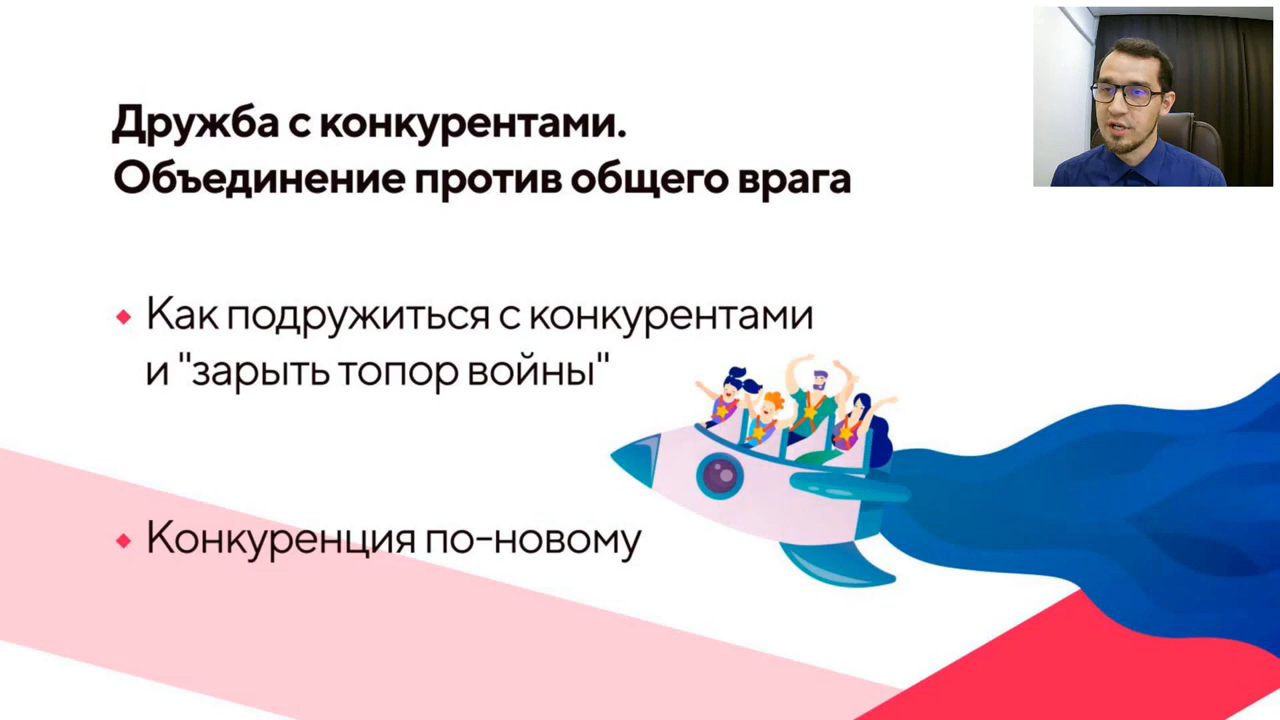 Дружба с конкурентами.
Объединение против общего врага
Как подружиться с конкурентами
и "зарыть топор войны"
Конкуренция по-новому